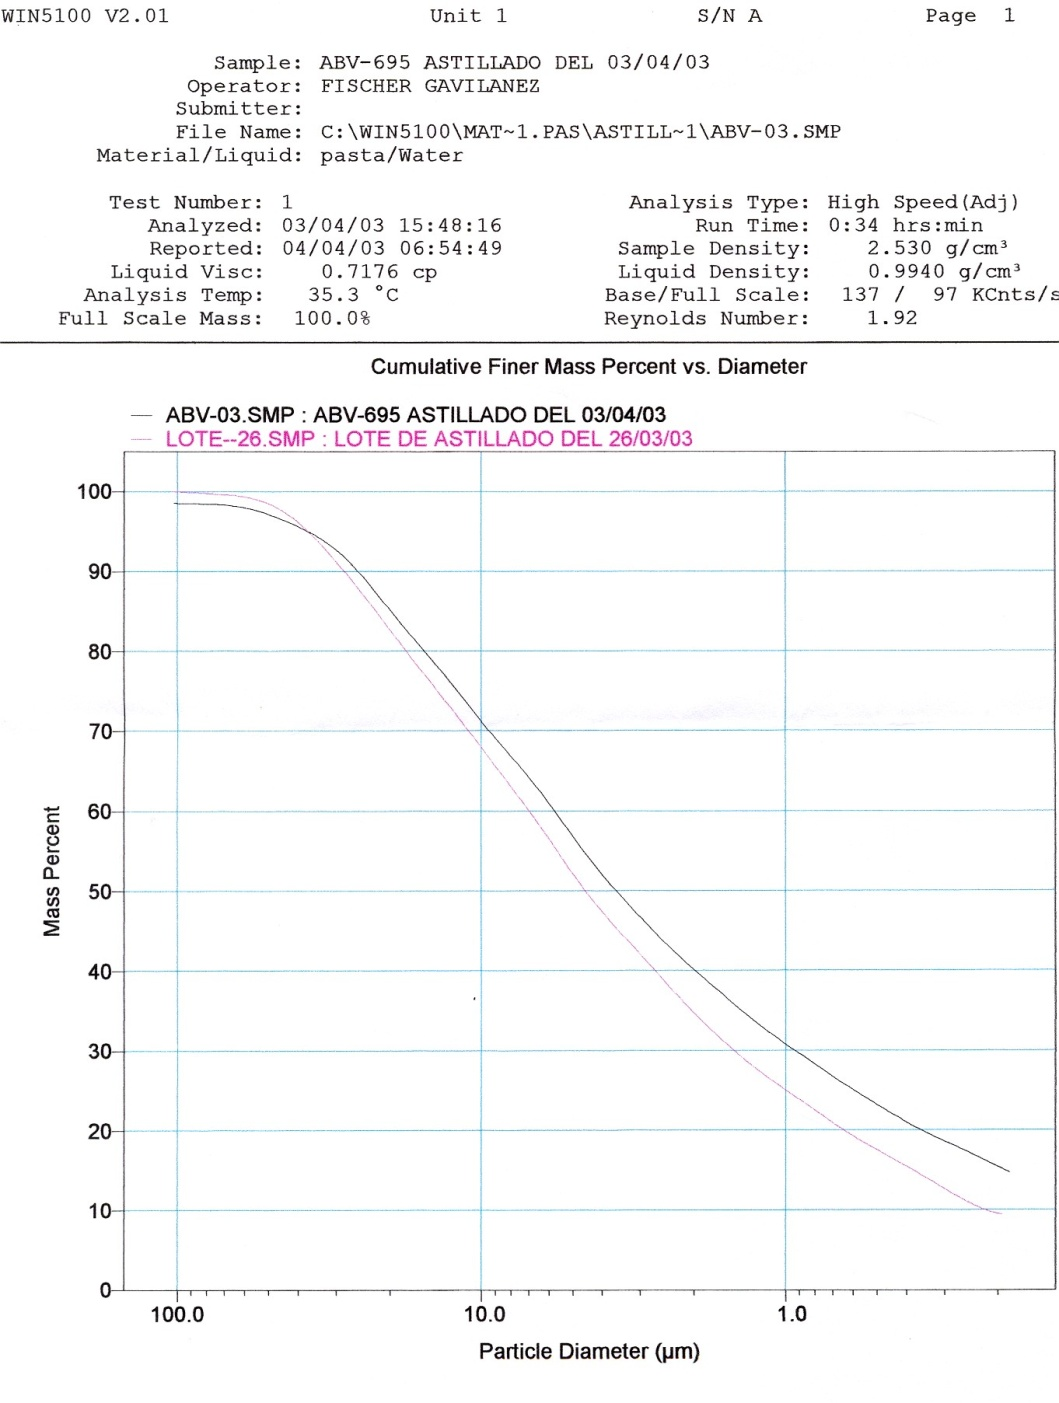 WIN5100 V2.01 Unit 1 S/N A Page 1
Sample: ABV-695 ASTILLADO DEL 03/04/03
Operator: FISCHER GAVILANEZ
Submitter:
File Name: C:\WIN5100\MAT~1.PAS\ASTILL~1\ABV-03.SMP
Material/Liquid: pasta/Water
Test Number: 1 Analysis Type: High Speed(Adj)
Analyzed: 03/04/03 15:48:16 Run Time: 0:34 hrs:min
Reported: 04/04/03 06:54:49 Sample Density: 2.530 g/cm³
Liquid Visc: 0.7176 cp Liquid Density: 0.9940 g/cm³
Analysis Temp: 35.3 °C Base/Full Scale: 137 / 97 KCnts/s
Full Scale Mass: 100.0% Reynolds Number: 1.92
Cumulative Finer Mass Percent vs. Diameter
ABV-03.SMP : ABV-695 ASTILLADO DEL 03/04/03
LOTE--26.SMP : LOTE DE ASTILLADO DEL 26/03/03
100
90
80
70
60
Mass Percent
50
40
30
20
10
0
100.0 10.0 1.0
Particle Diameter (µm)